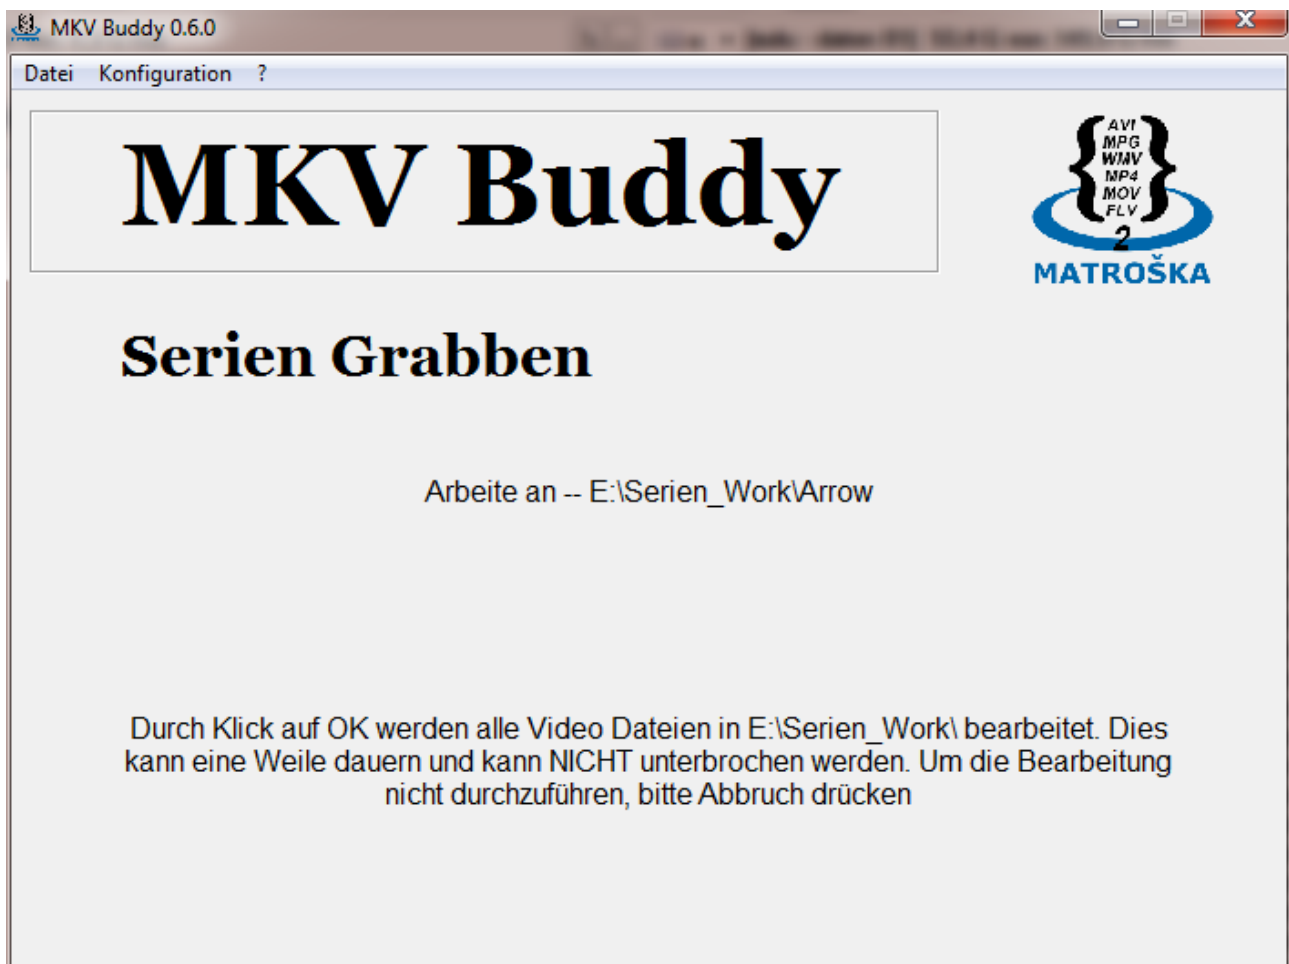 MKV Buddy 0.6.0
Datei Konfiguration ?
MKV Buddy
AVI
MPG
WMV
MP4
MOV
FLV
2
MATROŠKA
Serien Grabben
Arbeite an -- E:\Serien_Work\Arrow
Durch Klick auf OK werden alle Video Dateien in E:\Serien_Work\ bearbeitet. Dies
kann eine Weile dauern und kann NICHT unterbrochen werden. Um die Bearbeitung
nicht durchzuführen, bitte Abbruch drücken